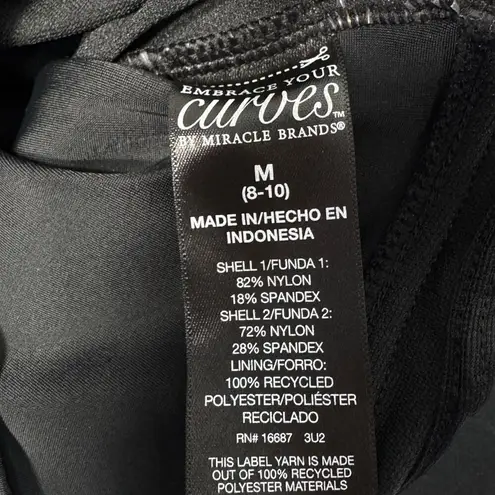 EMBRACE YOUR
curves™
BY MIRACLE BRANDS®
M
(8-10)
MADE IN/HECHO EN
INDONESIA
SHELL 1/FUNDA 1:
82% NYLON
18% SPANDEX
SHELL 2/FUNDA 2:
72% NYLON
28% SPANDEX
LINING/FORRO:
100% RECYCLED
POLYESTER/POLIÉSTER
RECICLADO
RN# 16687 3U2
THIS LABEL YARN IS MADE
OUT OF 100% RECYCLED
POLYESTER MATERIALS